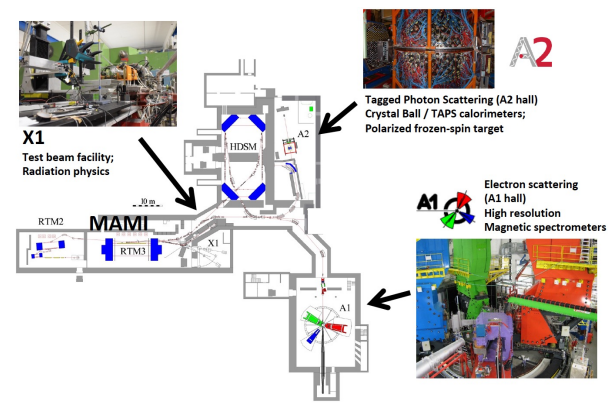 A2
Tagged Photon Scattering (A2 hall)
Crystal Ball / TAPS calorimeters;
Polarized frozen-spin target
X1
Test beam facility;
Radiation physics
A2
HDSM
10 m
RTM2
MAMI
RTM3
X1
A1
A1
Electron scattering
(A1 hall)
High resolution
Magnetic spectrometers